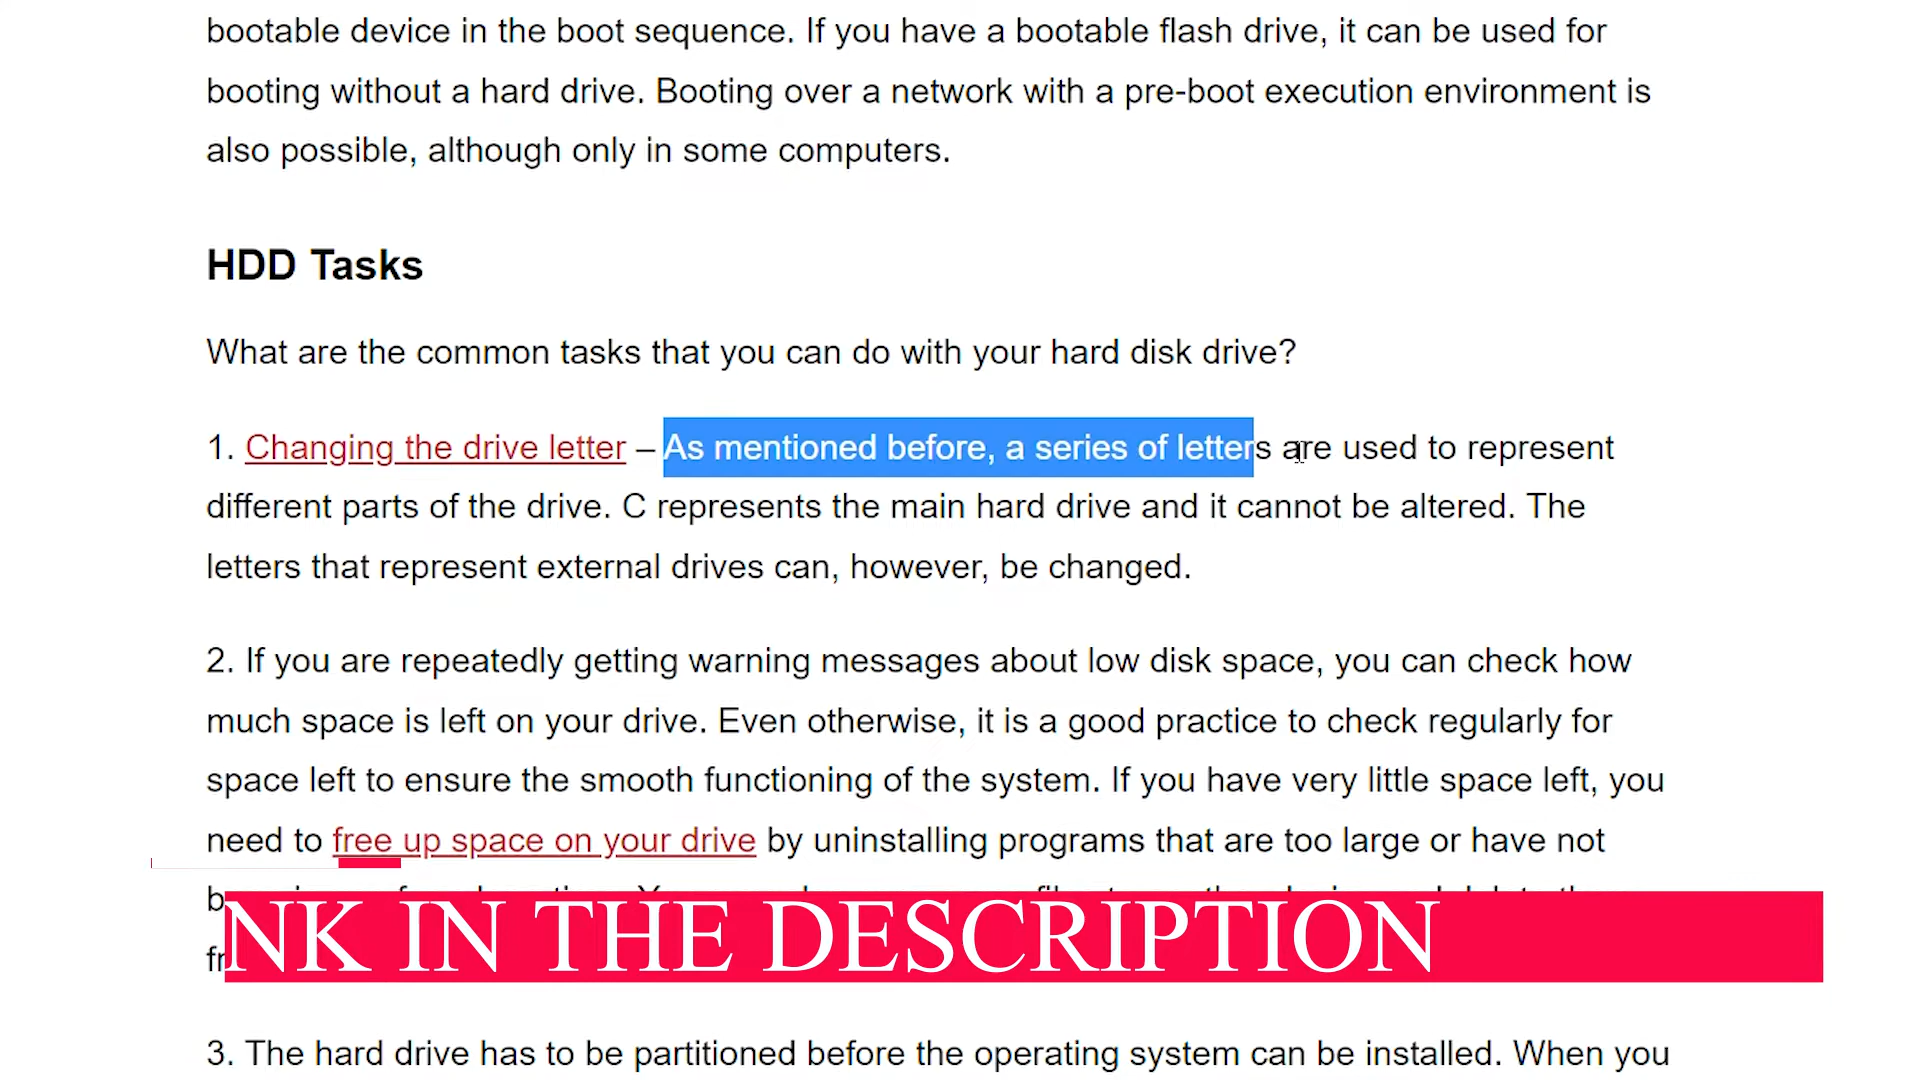 bootable device in the boot sequence. If you have a bootable flash drive, it can be used for
booting without a hard drive. Booting over a network with a pre-boot execution environment is
also possible, although only in some computers.
HDD Tasks
What are the common tasks that you can do with your hard disk drive?
1. Changing the drive letter – As mentioned before, a series of letters are used to represent
different parts of the drive. C represents the main hard drive and it cannot be altered. The
letters that represent external drives can, however, be changed.
2. If you are repeatedly getting warning messages about low disk space, you can check how
much space is left on your drive. Even otherwise, it is a good practice to check regularly for
space left to ensure the smooth functioning of the system. If you have very little space left, you
need to free up space on your drive by uninstalling programs that are too large or have not
NK IN THE DESCRIPTION
3. The hard drive has to be partitioned before the operating system can be installed. When you